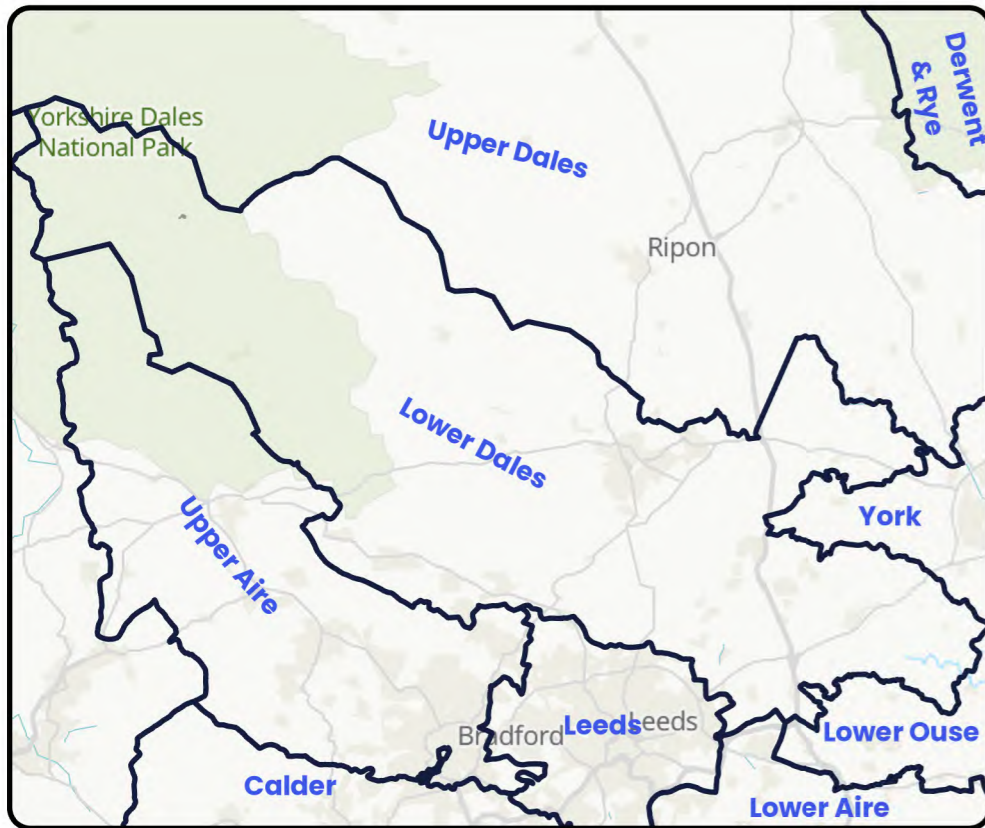 Derwent
& Rye
Yorkshire Dales
National Park
Upper Dales
Ripon
Lower Dales
Upper Aire
York
Bradford
Leeds
Leeds
Lower Ouse
Calder
Lower Aire